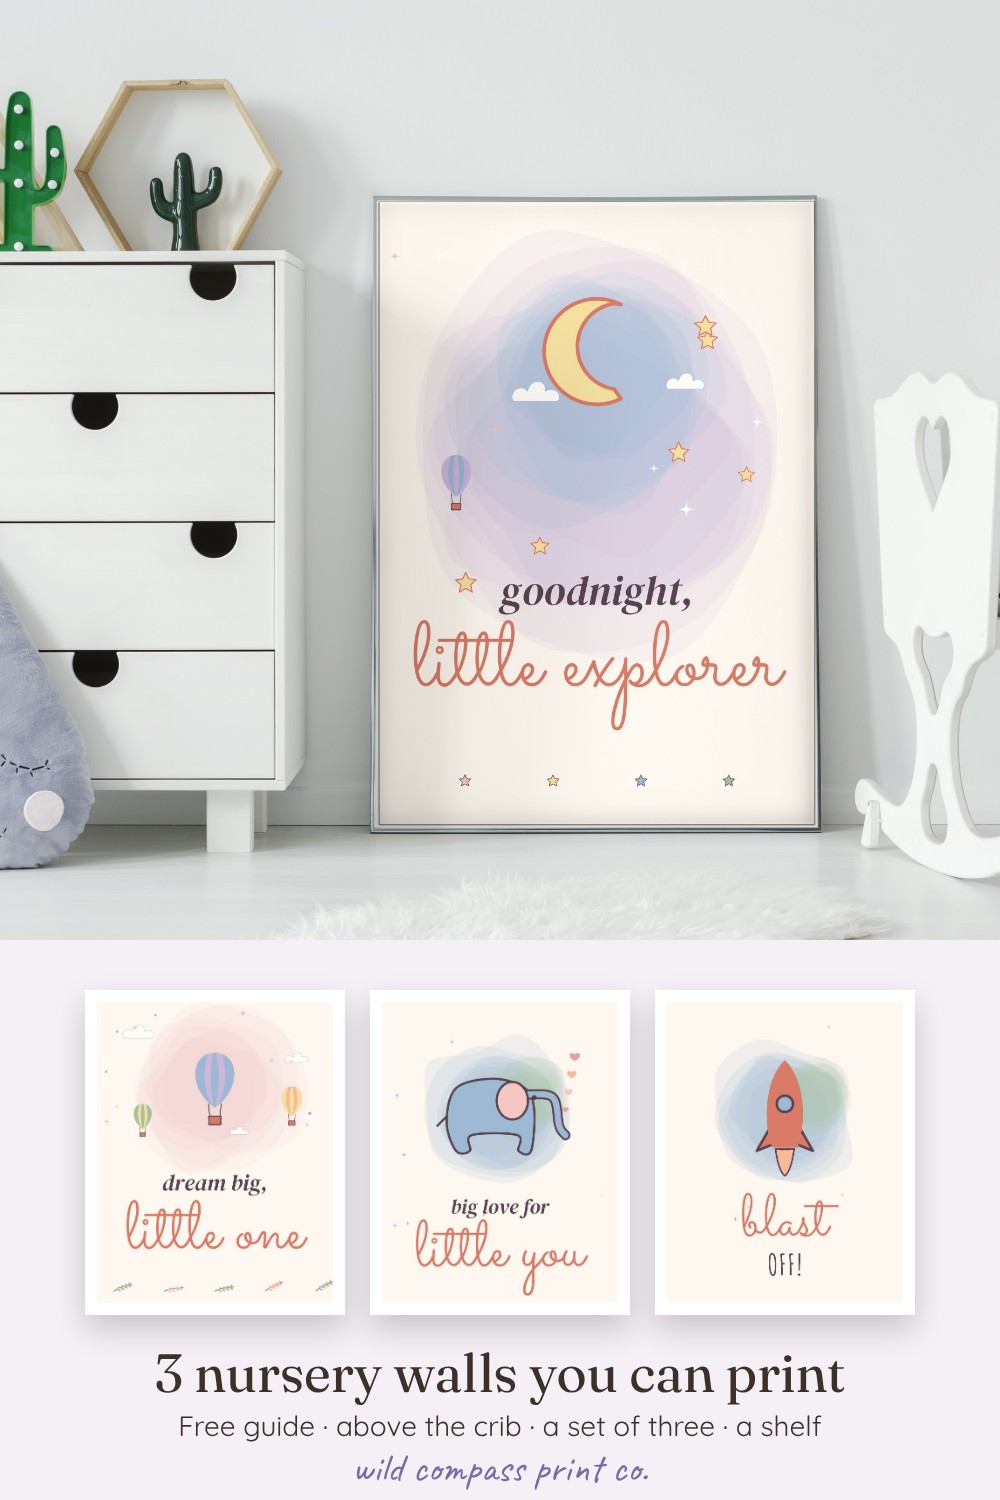 goodnight,
little explorer
dream big,
little one
big love for
little you
blast
OFF!
3 nursery walls you can print
Free guide · above the crib · a set of three · a shelf
wild compass print co.